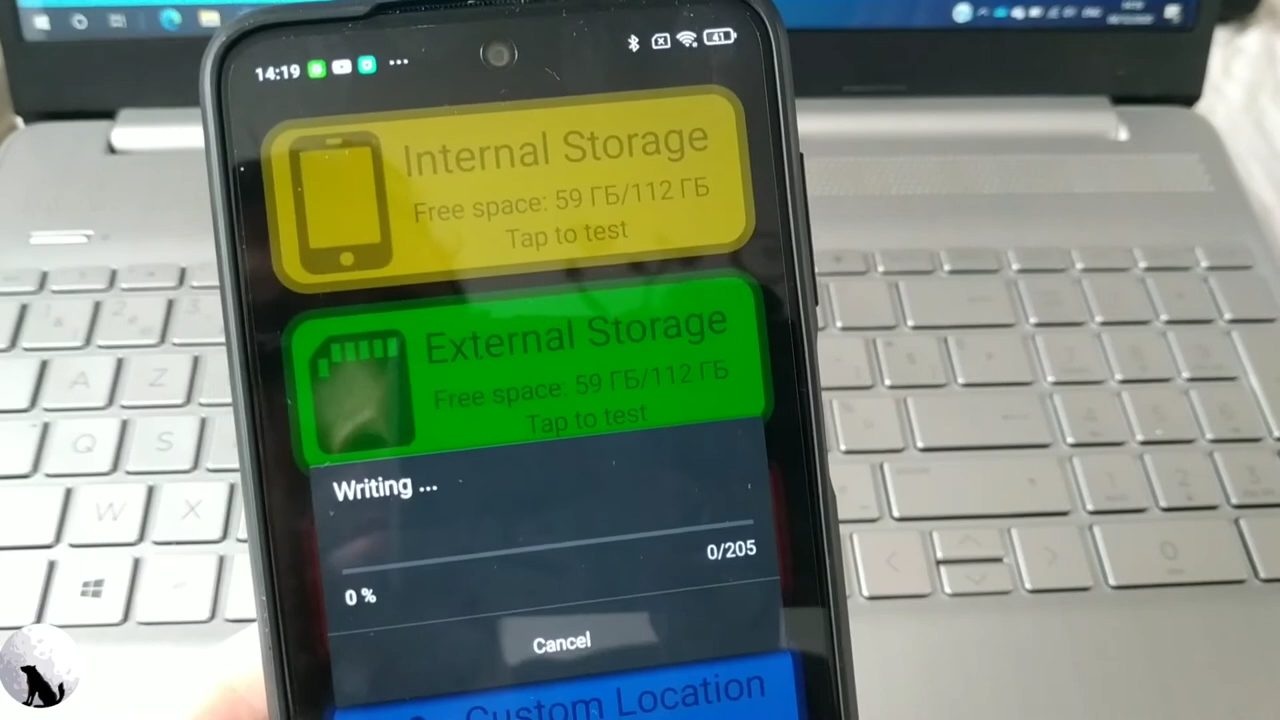 14:19
41
Internal Storage
Free space: 59 ГБ/112 ГБ
Tap to test
External Storage
Free space: 59 ГБ/112 ГБ
Tap to test
Writing ...
0/205
0 %
Cancel
Custom Location
A
Z
Q
S
W
X